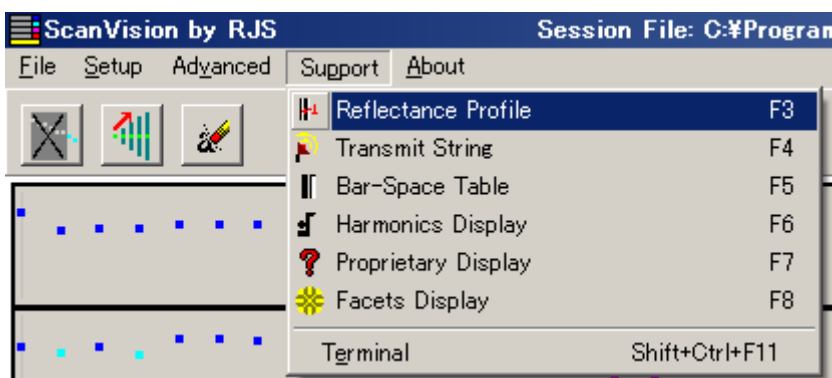 ScanVision by RJS Session File: C:¥Program
File Setup Advanced Support About
Reflectance Profile F3
Transmit String F4
Bar-Space Table F5
Harmonics Display F6
Proprietary Display F7
Facets Display F8
Terminal Shift+Ctrl+F11